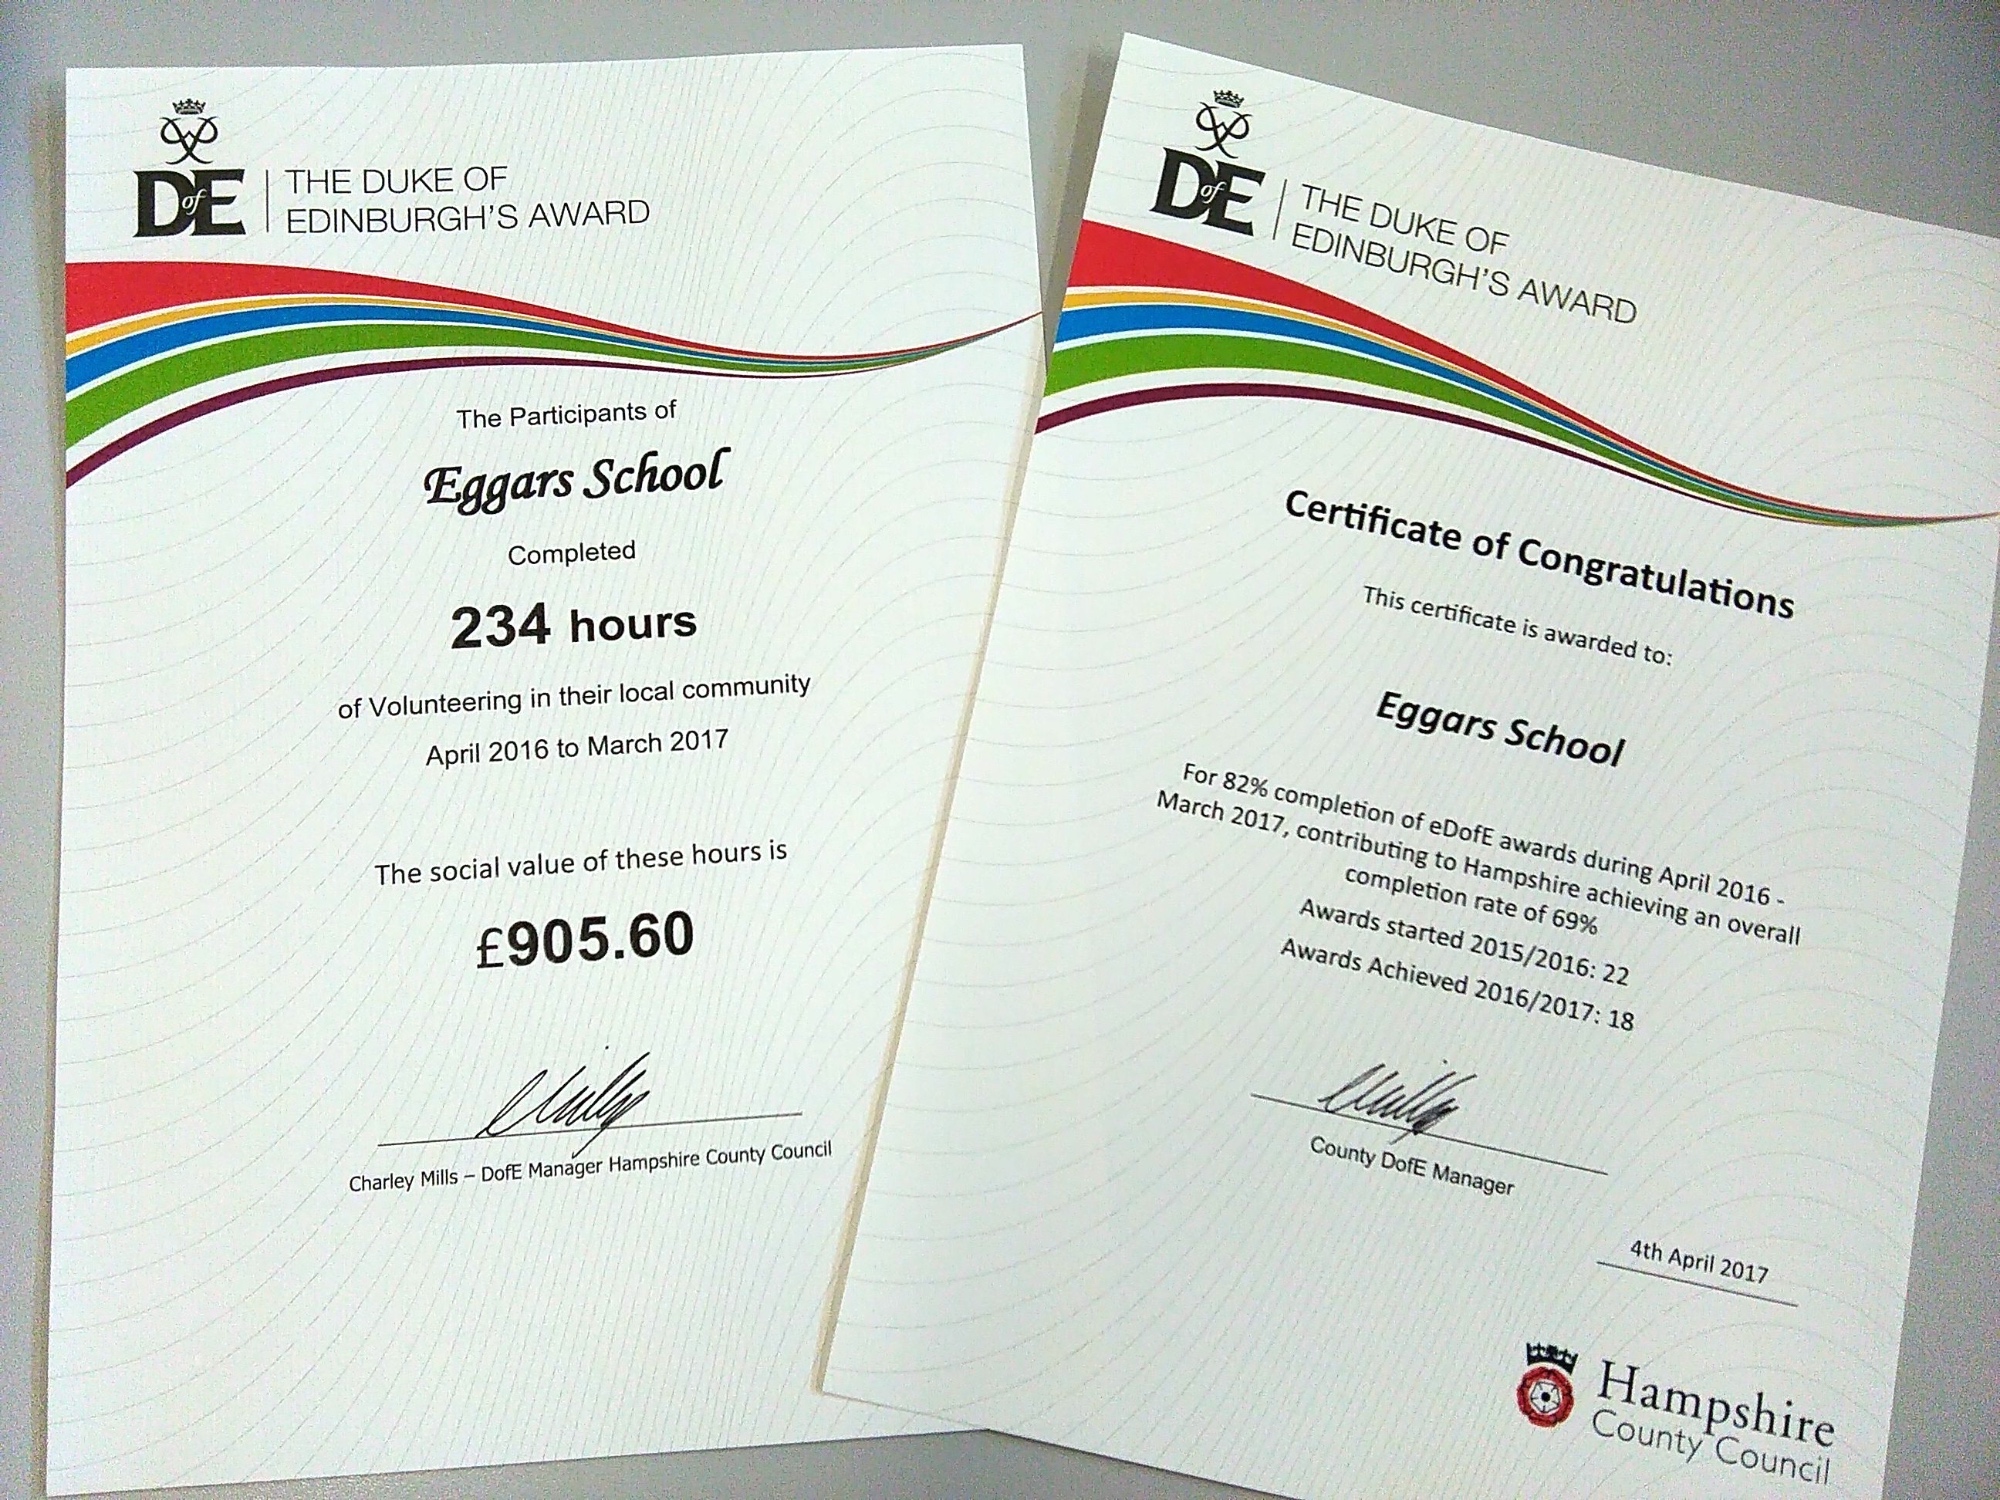 DofE
THE DUKE OF
EDINBURGH'S AWARD
The Participants of
Eggars School
Completed
234 hours
of Volunteering in their local community
April 2016 to March 2017
The social value of these hours is
£905.60
Charley Mills – DofE Manager Hampshire County Council
DofE
THE DUKE OF
EDINBURGH'S AWARD
Certificate of Congratulations
This certificate is awarded to:
Eggars School
For 82% completion of eDofE awards during April 2016 -
March 2017, contributing to Hampshire achieving an overall
completion rate of 69%
Awards started 2015/2016: 22
Awards Achieved 2016/2017: 18
County DofE Manager
4th April 2017
Hampshire
County Council